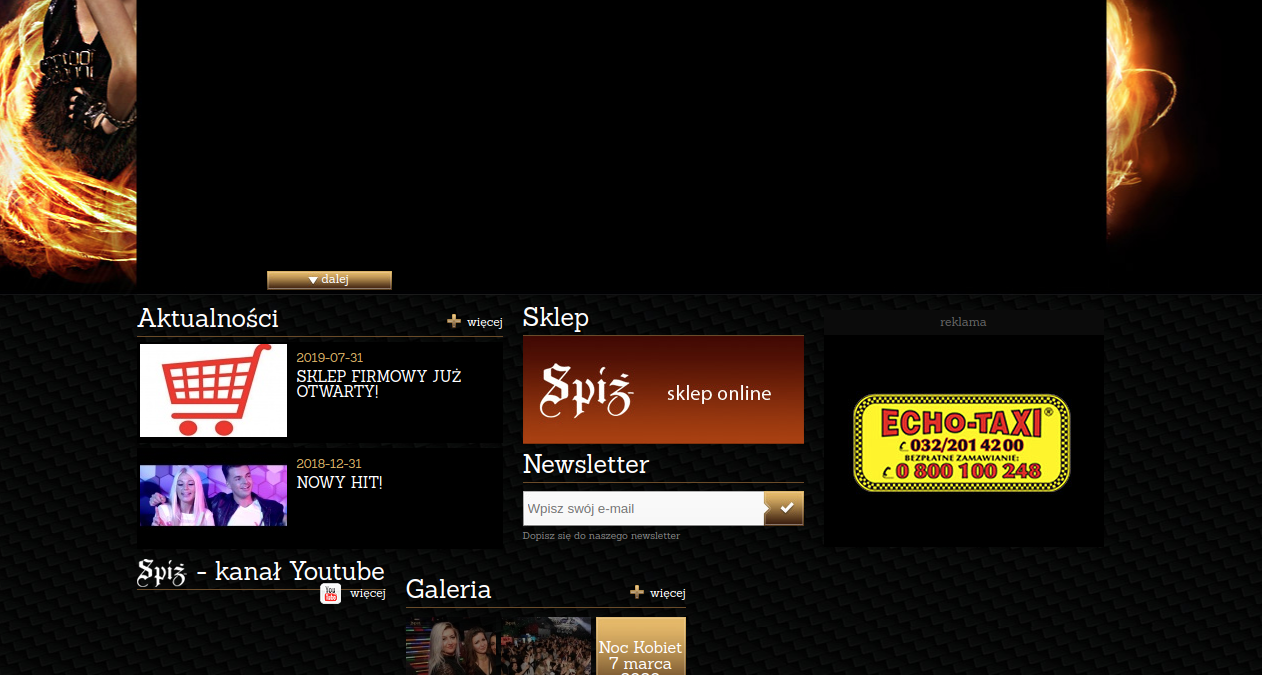 dalej
Aktualności
więcej
2019-07-31
SKLEP FIRMOWY JUŻ
OTWARTY!
2018-12-31
NOWY HIT!
Sklep
Spiż sklep online
Newsletter
Wpisz swój e-mail
Dopisz się do naszego newsletter
reklama
ECHO-TAXI®
032/201 42 00
BEZPŁATNE ZAMAWIANIE:
0 800 100 248
Spiż - kanał Youtube
You Tube
więcej
Galeria
więcej
Noc Kobiet
7 marca